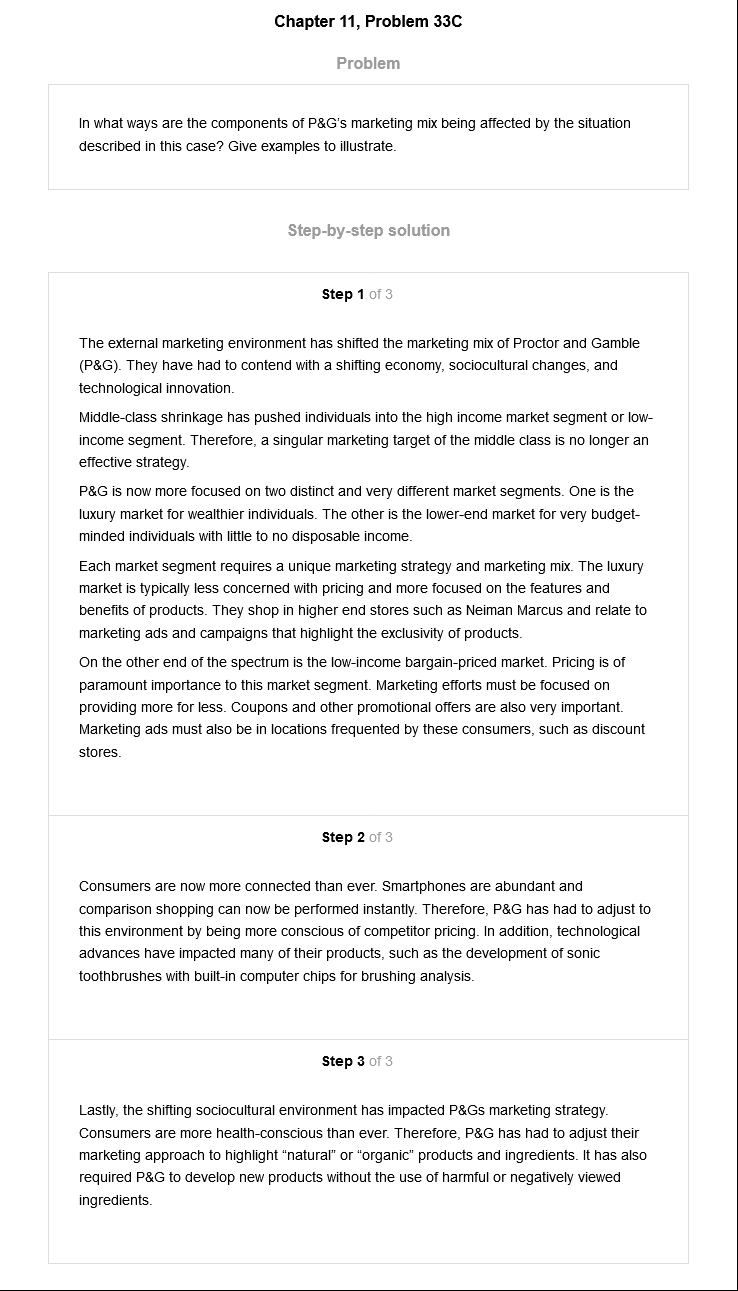 Chapter 11, Problem 33C
Problem
In what ways are the components of P&G's marketing mix being affected by the situation
described in this case? Give examples to illustrate.
Step-by-step solution
Step 1 of 3
The external marketing environment has shifted the marketing mix of Proctor and Gamble
(P&G). They have had to contend with a shifting economy, sociocultural changes, and
technological innovation.
Middle-class shrinkage has pushed individuals into the high income market segment or low-
income segment. Therefore, a singular marketing target of the middle class is no longer an
effective strategy.
P&G is now more focused on two distinct and very different market segments. One is the
luxury market for wealthier individuals. The other is the lower-end market for very budget-
minded individuals with little to no disposable income.
Each market segment requires a unique marketing strategy and marketing mix. The luxury
market is typically less concerned with pricing and more focused on the features and
benefits of products. They shop in higher end stores such as Neiman Marcus and relate to
marketing ads and campaigns that highlight the exclusivity of products.
On the other end of the spectrum is the low-income bargain-priced market. Pricing is of
paramount importance to this market segment. Marketing efforts must be focused on
providing more for less. Coupons and other promotional offers are also very important.
Marketing ads must also be in locations frequented by these consumers, such as discount
stores.
Step 2 of 3
Consumers are now more connected than ever. Smartphones are abundant and
comparison shopping can now be performed instantly. Therefore, P&G has had to adjust to
this environment by being more conscious of competitor pricing. In addition, technological
advances have impacted many of their products, such as the development of sonic
toothbrushes with built-in computer chips for brushing analysis.
Step 3 of 3
Lastly, the shifting sociocultural environment has impacted P&Gs marketing strategy.
Consumers are more health-conscious than ever. Therefore, P&G has had to adjust their
marketing approach to highlight “natural” or “organic” products and ingredients. It has also
required P&G to develop new products without the use of harmful or negatively viewed
ingredients.